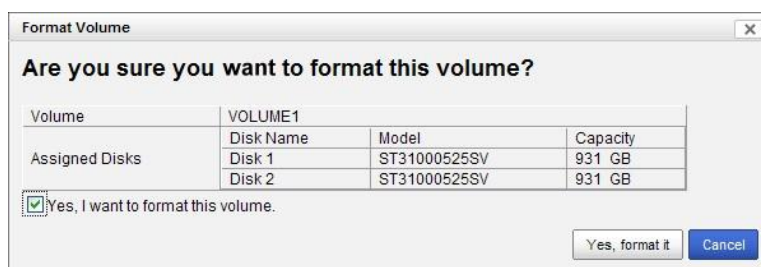 Format Volume
Are you sure you want to format this volume?
Volume VOLUME1
Assigned Disks Disk Name Model Capacity
Disk 1 ST31000525SV 931 GB
Disk 2 ST31000525SV 931 GB
Yes, I want to format this volume.
Yes, format it Cancel